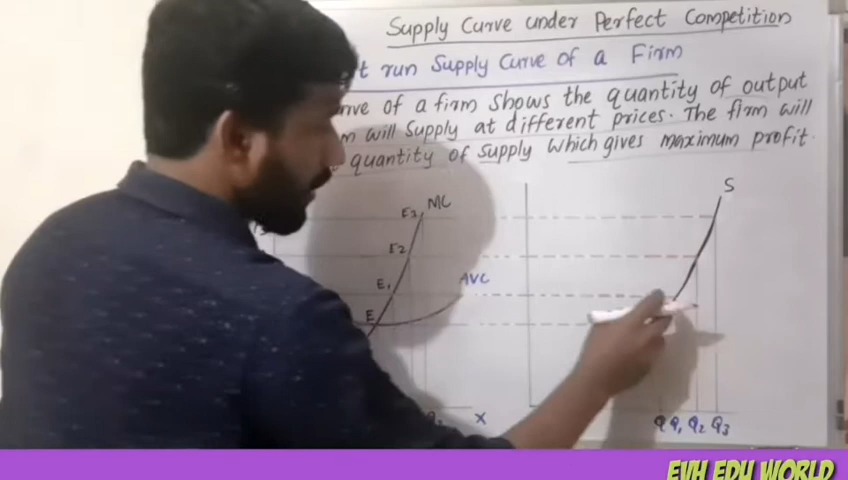 Supply Curve under Perfect Competition
run Supply Curve of a Firm
of a firm shows the quantity of output
will supply at different prices. The firm will
quantity of supply which gives maximum profit.
S
E3 MC
E2
E1 AVC
E
X
Q Q1 Q2 Q3
EVH EDU WORLD